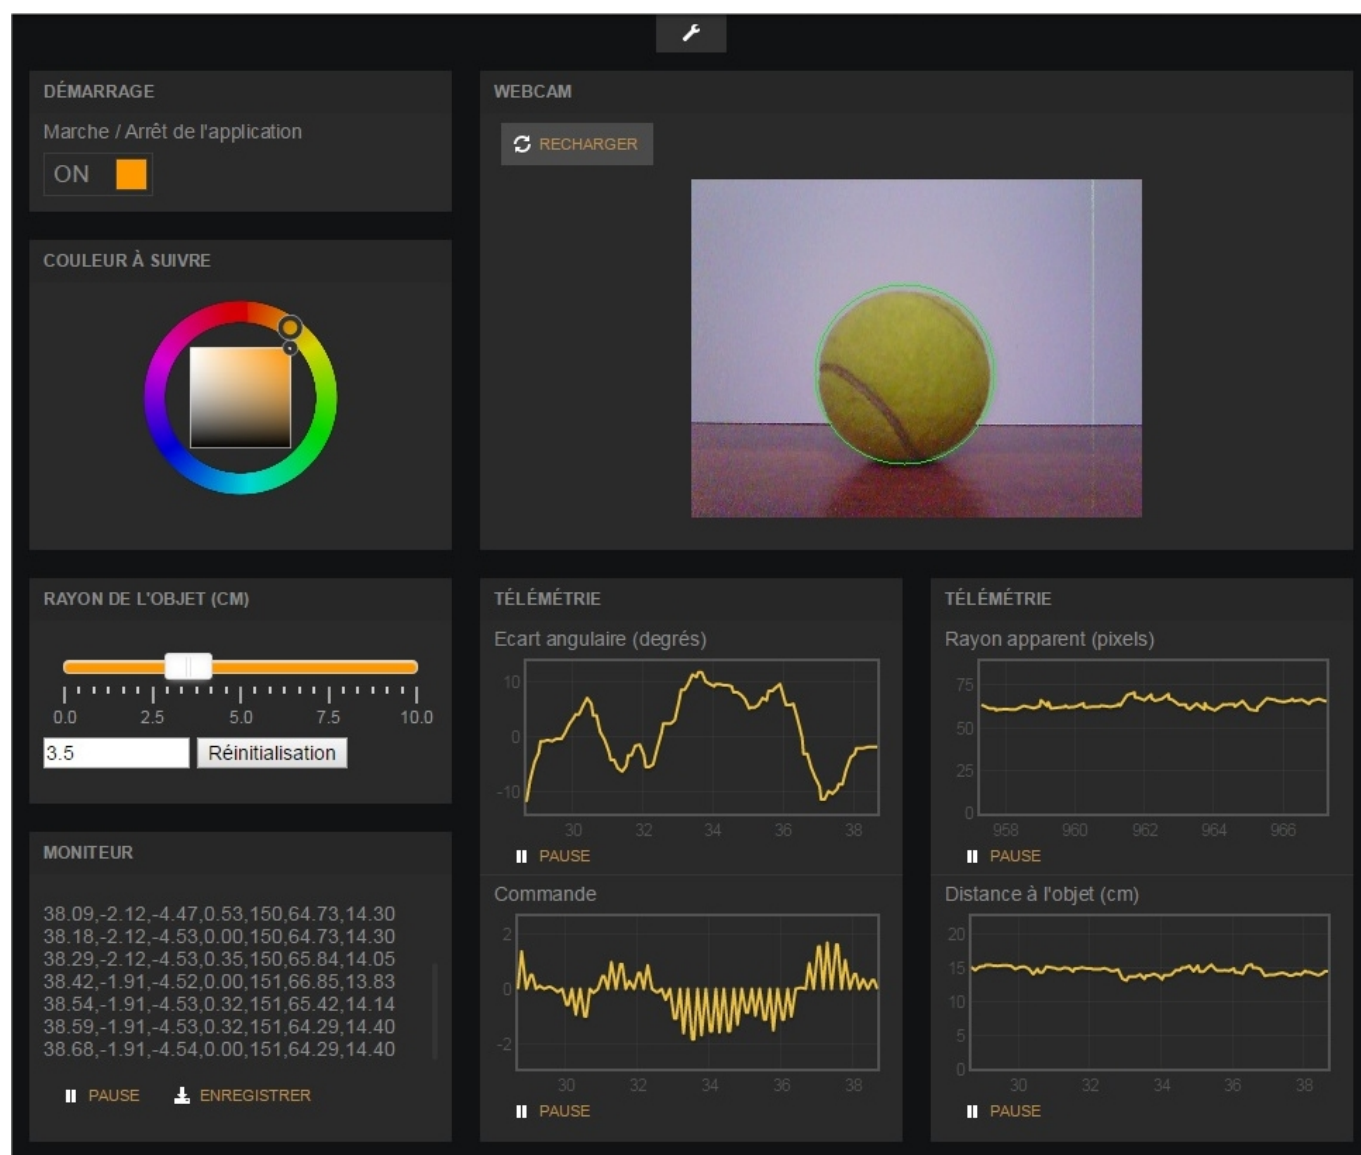 DÉMARRAGE
Marche / Arrêt de l'application
ON
COULEUR À SUIVRE
WEBCAM
RECHARGER
RAYON DE L'OBJET (CM)
0.0 2.5 5.0 7.5 10.0
3.5 Réinitialisation
MONITEUR
38.09,-2.12,-4.47,0.53,150,64.73,14.30
38.18,-2.12,-4.53,0.00,150,64.73,14.30
38.29,-2.12,-4.53,0.35,150,65.84,14.05
38.42,-1.91,-4.52,0.00,151,66.85,13.83
38.54,-1.91,-4.53,0.32,151,65.42,14.14
38.59,-1.91,-4.53,0.32,151,64.29,14.40
38.68,-1.91,-4.54,0.00,151,64.29,14.40
PAUSE ENREGISTRER
TÉLÉMÉTRIE
Ecart angulaire (degrés)
10
0
-10
30 32 34 36 38
PAUSE
Commande
2
0
-2
30 32 34 36 38
PAUSE
TÉLÉMÉTRIE
Rayon apparent (pixels)
75
50
25
0
958 960 962 964 966
PAUSE
Distance à l'objet (cm)
20
15
10
5
0
30 32 34 36 38
PAUSE